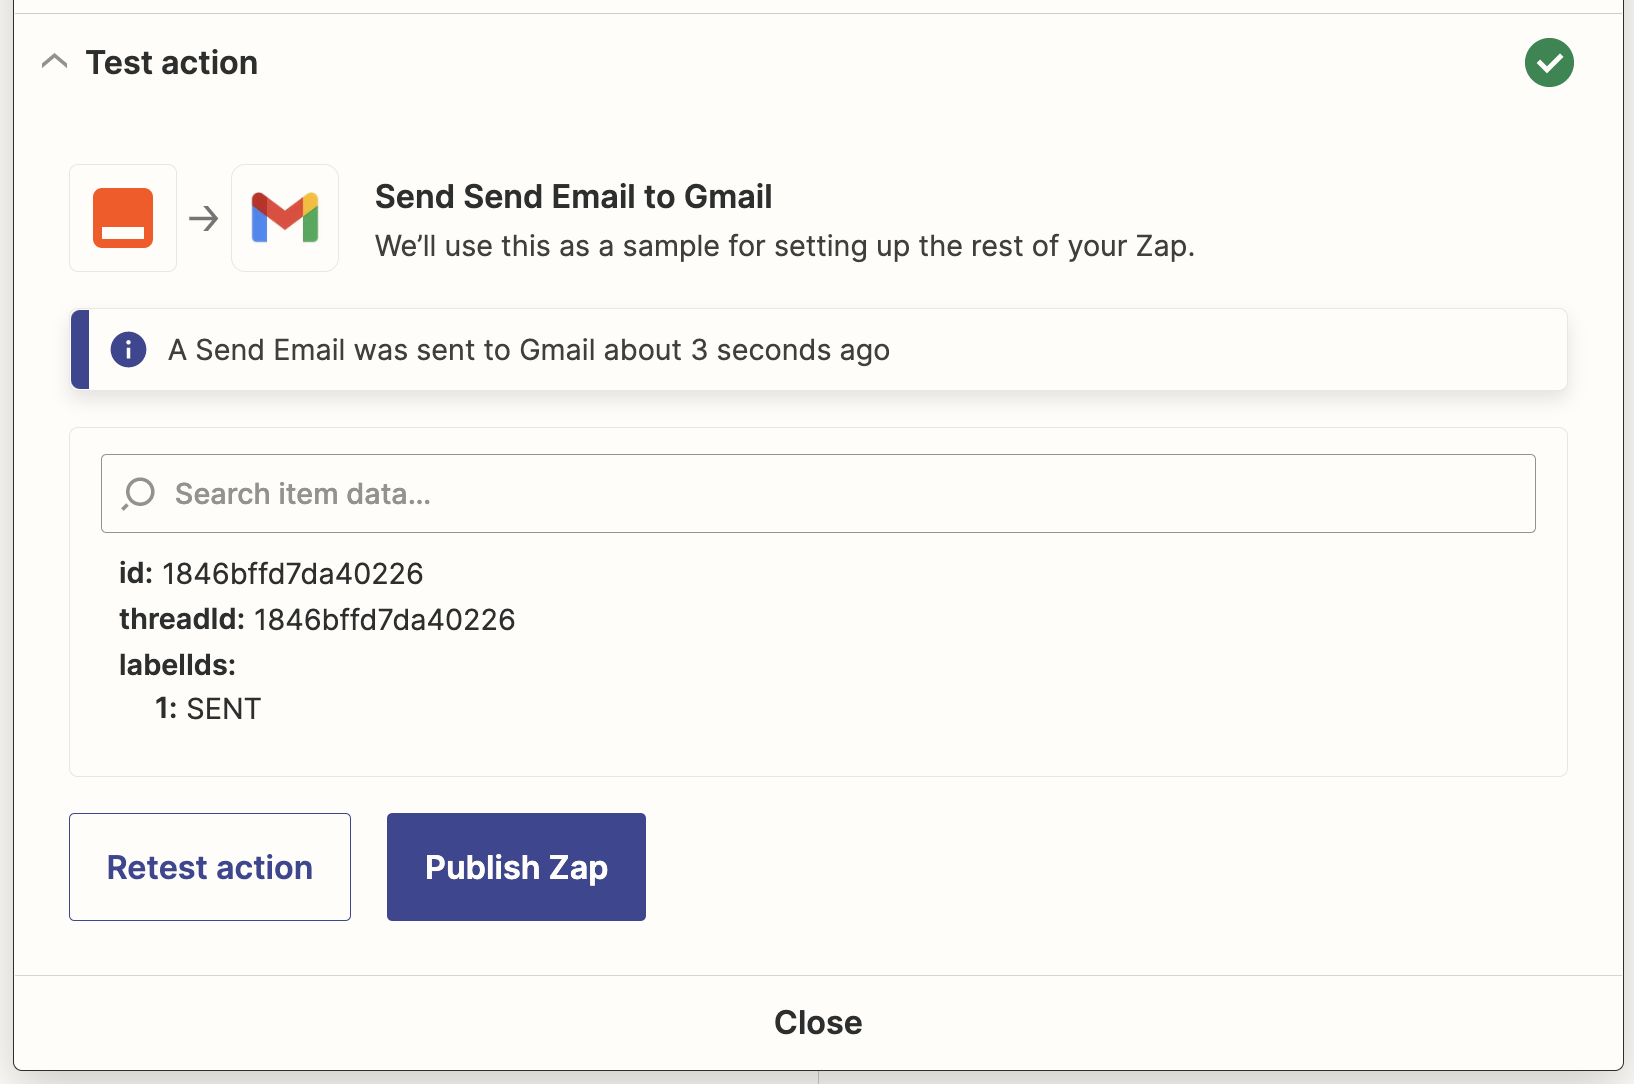 Test action
Send Send Email to Gmail
We’ll use this as a sample for setting up the rest of your Zap.
A Send Email was sent to Gmail about 3 seconds ago
Search item data...
id: 1846bffd7da40226
threadId: 1846bffd7da40226
labelIds:
1: SENT
Retest action
Publish Zap
Close